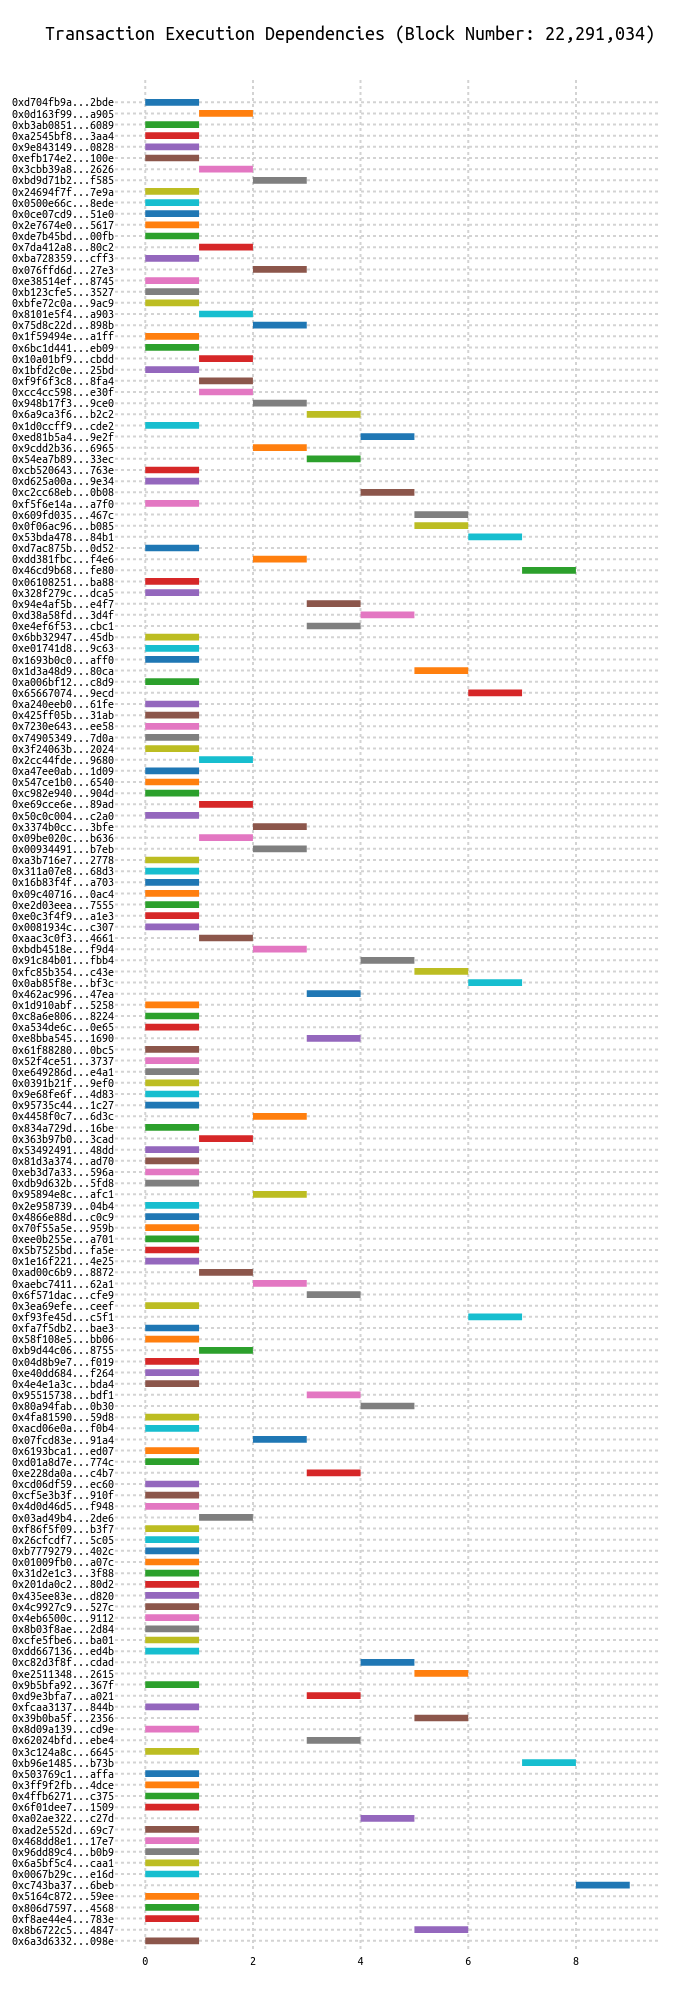 Transaction Execution Dependencies (Block Number: 22,291,034)
0xd704fb9a...2bde
0x0d163f99...a905
0xb3ab0851...6089
0xa2545bf8...3aa4
0x9e843149...0828
0xefb174e2...100e
0x3cbb39a8...2626
0xbd9d71b2...f585
0x24694f7f...7e9a
0x0500e66c...8ede
0x0ce07cd9...51e0
0x2e7674e0...5617
0xde7b45bd...00fb
0x7da412a8...80c2
0xba728359...cff3
0x076ffd6d...27e3
0xe38514ef...8745
0xb123cfe5...3527
0xbfe72c0a...9ac9
0x8101e5f4...a903
0x75d8c22d...898b
0x1f59494e...a1ff
0x6bc1d441...eb09
0x10a01bf9...cbdd
0x1bfd2c0e...25bd
0xf9f6f3c8...8fa4
0xcc4cc598...e30f
0x948b17f3...9ce0
0x6a9ca3f6...b2c2
0x1d0ccff9...cde2
0xed81b5a4...9e2f
0x9cdd2b36...6965
0x54ea7b89...33ec
0xcb520643...763e
0xd625a00a...9e34
0xc2cc68eb...0b08
0xf5f6e14a...a7f0
0x609fd035...467c
0x0f06ac96...b085
0x53bda478...84b1
0xd7ac875b...0d52
0xdd381fbc...f4e6
0x46cd9b68...fe80
0x06108251...ba88
0x328f279c...dca5
0x94e4af5b...e4f7
0xd38a58fd...3d4f
0xe4ef6f53...cbc1
0x6bb32947...45db
0xe01741d8...9c63
0x1693b0c0...aff0
0x1d3a48d9...80ca
0xa006bf12...c8d9
0x65667074...9ecd
0xa240eeb0...61fe
0x425ff05b...31ab
0x7230e643...ee58
0x74905349...7d0a
0x3f24063b...2024
0x2cc44fde...9680
0xa47ee0ab...1d09
0x547ce1b0...6540
0xc982e940...904d
0xe69cce6e...89ad
0x50c0c004...c2a0
0x3374b0cc...3bfe
0x09be020c...b636
0x00934491...b7eb
0xa3b716e7...2778
0x311a07e8...68d3
0x16b83f4f...a703
0x09c40716...0ac4
0xe2d03eea...7555
0xe0c3f4f9...a1e3
0x0081934c...c307
0xaac3c0f3...4661
0xbdb4518e...f9d4
0x91c84b01...fbb4
0xfc85b354...c43e
0x0ab85f8e...bf3c
0x462ac996...47ea
0x1d910abf...5258
0xc8a6e806...8224
0xa534de6c...0e65
0xe8bba545...1690
0x61f88280...0bc5
0x52f4ce51...3737
0xe649286d...e4a1
0x0391b21f...9ef0
0x9e68fe6f...4d83
0x95735c44...1c27
0x4458f0c7...6d3c
0x834a729d...16be
0x363b97b0...3cad
0x53492491...48dd
0x81d3a374...ad70
0xeb3d7a33...596a
0xdb9d632b...5fd8
0x95894e8c...afc1
0x2e958739...04b4
0x4866e88d...c0c9
0x70f55a5e...959b
0xee0b255e...a701
0x5b7525bd...fa5e
0x1e16f221...4e25
0xad00c6b9...8872
0xaebc7411...62a1
0x6f571dac...cfe9
0x3ea69efe...ceef
0xf93fe45d...c5f1
0xfa7f5db2...bae3
0x58f108e5...bb06
0xb9d44c06...8755
0x04d8b9e7...f019
0xe40dd684...f264
0x4e4e1a3c...bda4
0x95515738...bdf1
0x80a94fab...0b30
0x4fa81590...59d8
0xacd06e0a...f0b4
0x07fcd83e...91a4
0x6193bca1...ed07
0xd01a8d7e...774c
0xe228da0a...c4b7
0xcd06df59...ec60
0xcf5e3b3f...910f
0x4d0d46d5...f948
0x03ad49b4...2de6
0xf86f5f09...b3f7
0x26cfcdf7...5c05
0xb7779279...402c
0x01009fb0...a07c
0x31d2e1c3...3f88
0x201da0c2...80d2
0x435ee83e...d820
0x4c9927c9...527c
0x4eb6500c...9112
0x8b03f8ae...2d84
0xcfe5fbe6...ba01
0xdd667136...ed4b
0xc82d3f8f...cdad
0xe2511348...2615
0x9b5bfa92...367f
0xd9e3bfa7...a021
0xfcaa3137...844b
0x39b0ba5f...2356
0x8d09a139...cd9e
0x62024bfd...ebe4
0x3c124a8c...6645
0xb96e1485...b73b
0x503769c1...affa
0x3ff9f2fb...4dce
0x4ffb6271...c375
0x6f01dee7...1509
0xa02ae322...c27d
0xad2e552d...69c7
0x468dd8e1...17e7
0x96dd89c4...b0b9
0x6a5bf5c4...caa1
0x0067b29c...e16d
0xc743ba37...6beb
0x5164c872...59ee
0x806d7597...4568
0xf8ae44e4...783e
0x8b6722c5...4847
0x6a3d6332...098e
0 2 4 6 8